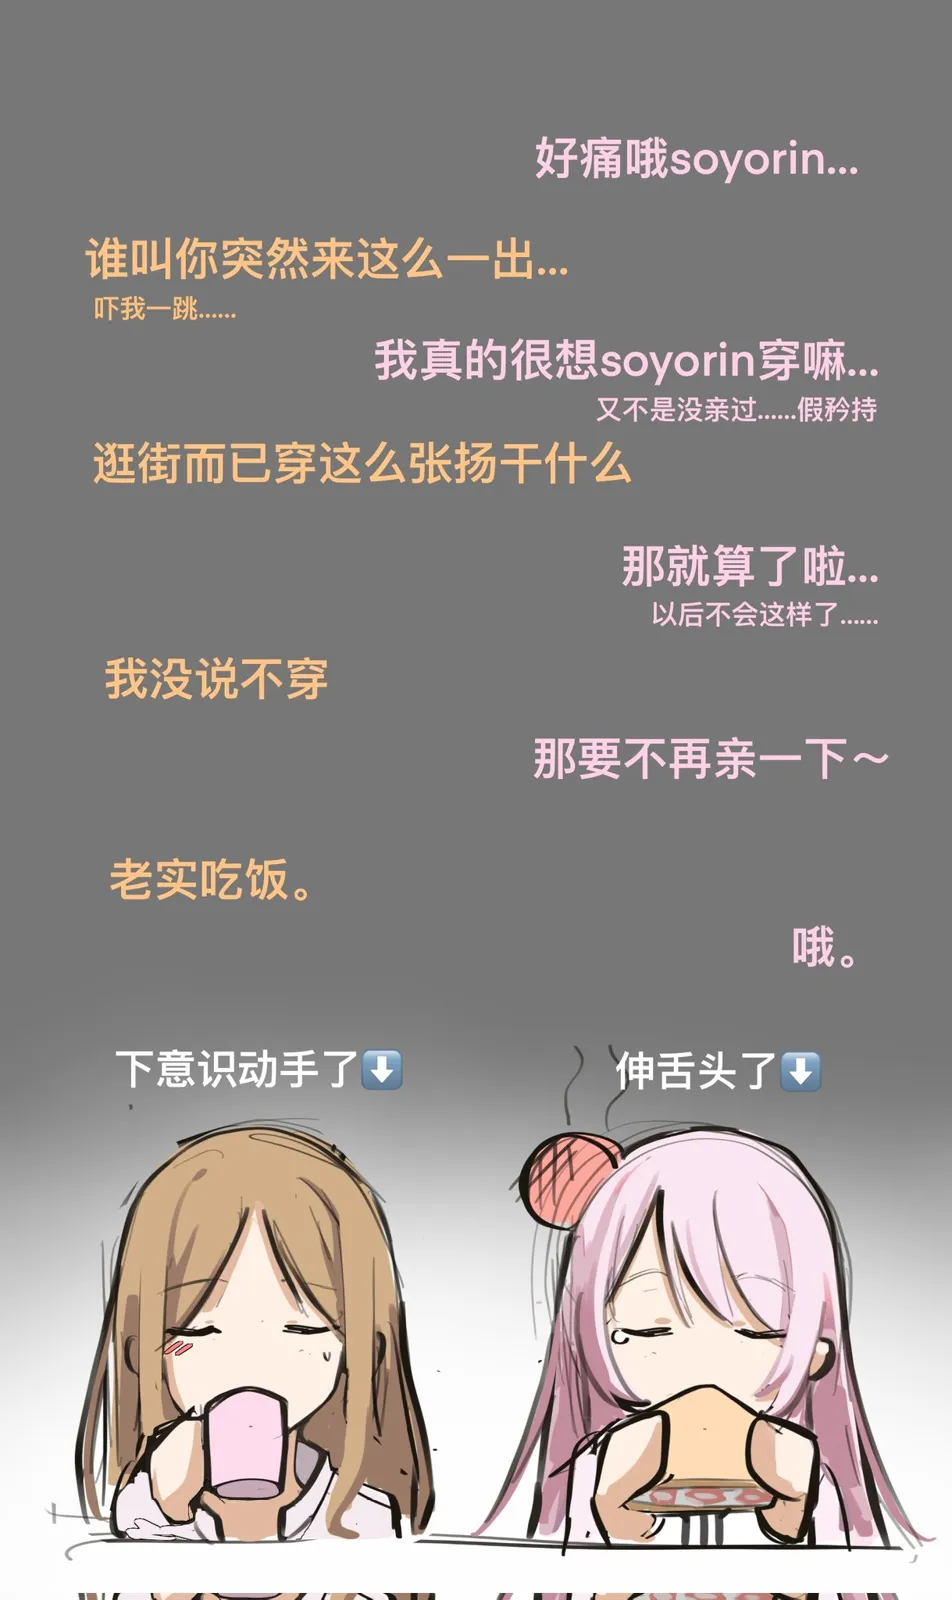 好痛哦soyorin...
谁叫你突然来这么一出...
吓我一跳......
我真的很想soyorin穿嘛...
又不是没亲过......假矜持
逛街而已穿这么张扬干什么
那就算了啦...
以后不会这样了......
我没说不穿
那要不再亲一下～
老实吃饭。
哦。
下意识动手了⬇️
伸舌头了⬇️